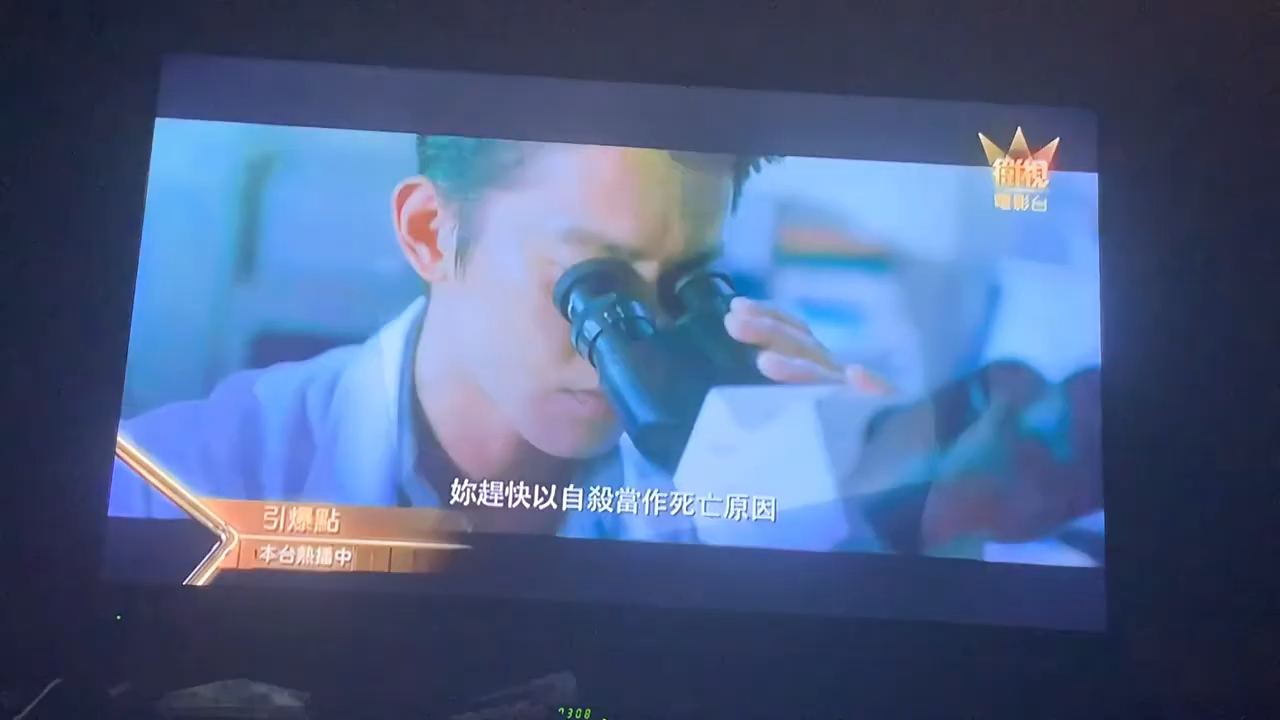 衛視
電影台
妳趕快以自殺當作死亡原因
引爆點
本台熱播中